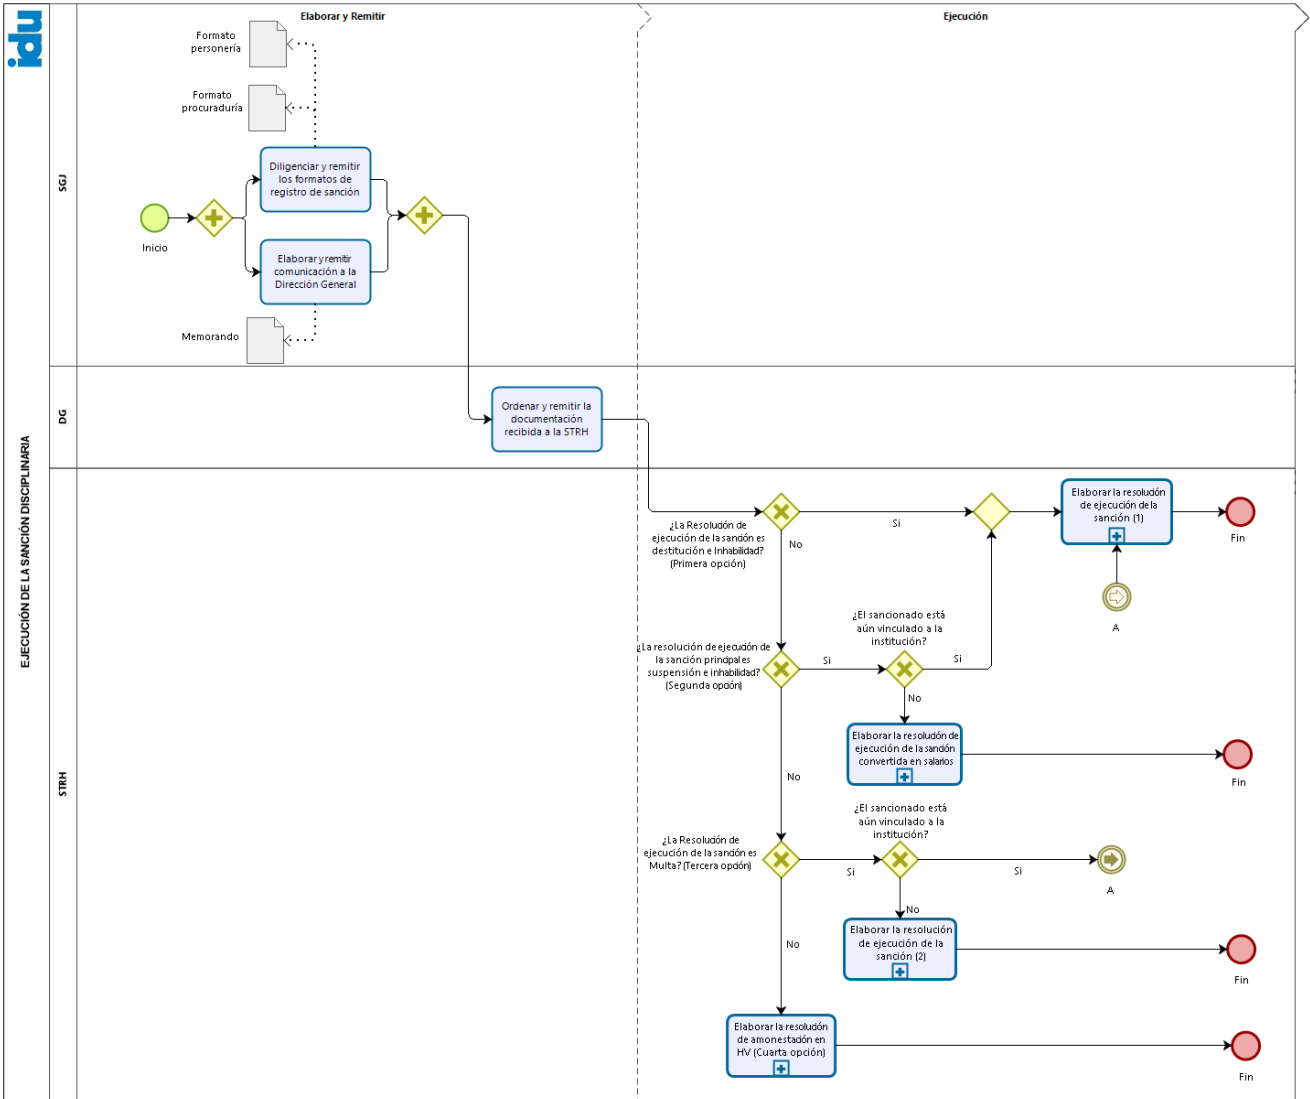 idu
Elaborar y Remitir
Ejecución
EJECUCIÓN DE LA SANCIÓN DISCIPLINARIA
SGJ
Formato
personería
Formato
procuraduría
Diligenciar y remitir
los formatos de
registro de sanción
Inicio
Elaborar y remitir
comunicación a la
Dirección General
Memorando
DG
Ordenar y remitir la
documentación
recibida a la STRH
STRH
¿La Resolución de
ejecución de la sanción es
destitución e Inhabilidad?
(Primera opción)
Si
No
Elaborar la resolución
de ejecución de la
sanción (1)
Fin
A
¿La resolución de ejecución de
la sanción principal es
suspensión e inhabilidad?
(Segunda opción)
Si
¿El sancionado está
aún vinculado a la
institución?
Si
No
Elaborar la resolución de
ejecución de la sanción
convertida en salarios
Fin
No
¿La Resolución de
ejecución de la sanción es
Multa? (Tercera opción)
Si
¿El sancionado está
aún vinculado a la
institución?
Si
A
No
Elaborar la resolución
de ejecución de la
sanción (2)
Fin
No
Elaborar la resolución
de amonestación en
HV (Cuarta opción)
Fin